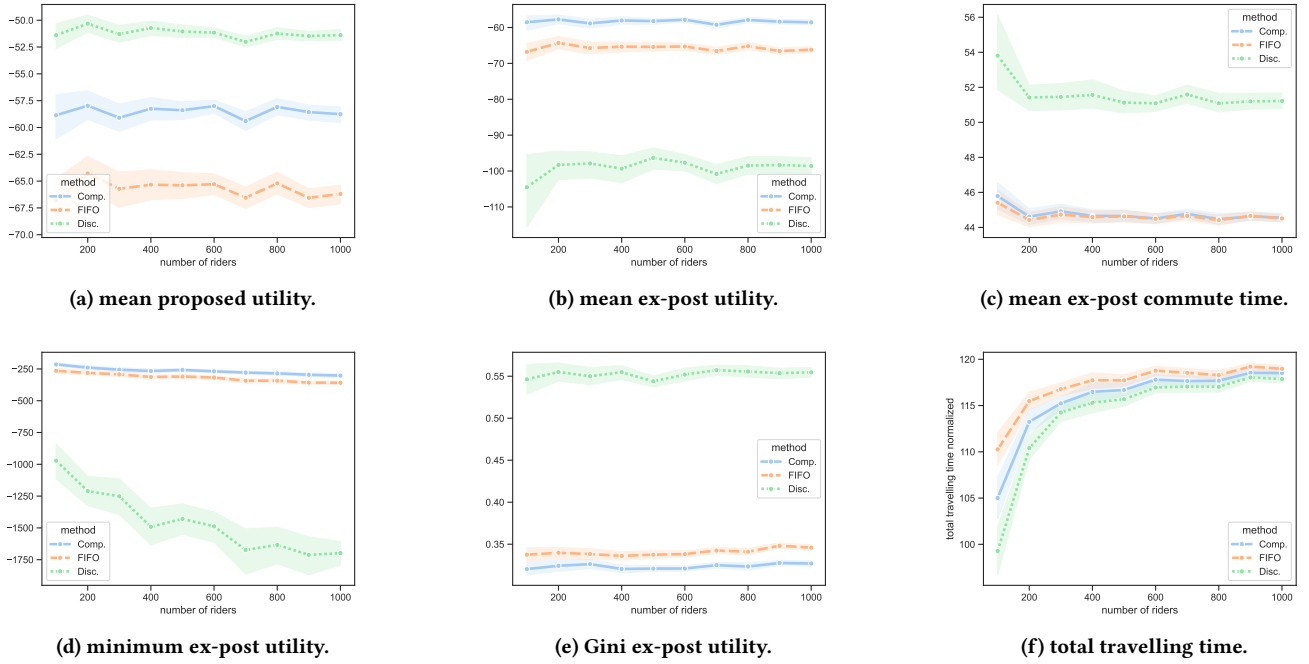 −50.0
−52.5
−55.0
−57.5
−60.0
−62.5
−65.0
−67.5
−70.0
method
Comp.
FIFO
Disc.
200 400 600 800 1000
number of riders
(a) mean proposed utility.
−60
−70
−80
−90
−100
−110
method
Comp.
FIFO
Disc.
200 400 600 800 1000
number of riders
(b) mean ex-post utility.
56
54
52
50
48
46
44
method
Comp.
FIFO
Disc.
200 400 600 800 1000
number of riders
(c) mean ex-post commute time.
−250
−500
−750
−1000
−1250
−1500
−1750
method
Comp.
FIFO
Disc.
200 400 600 800 1000
number of riders
(d) minimum ex-post utility.
0.55
0.50
0.45
0.40
0.35
method
Comp.
FIFO
Disc.
200 400 600 800 1000
number of riders
(e) Gini ex-post utility.
total travelling time normalized
120
115
110
105
100
method
Comp.
FIFO
Disc.
200 400 600 800 1000
number of riders
(f) total travelling time.